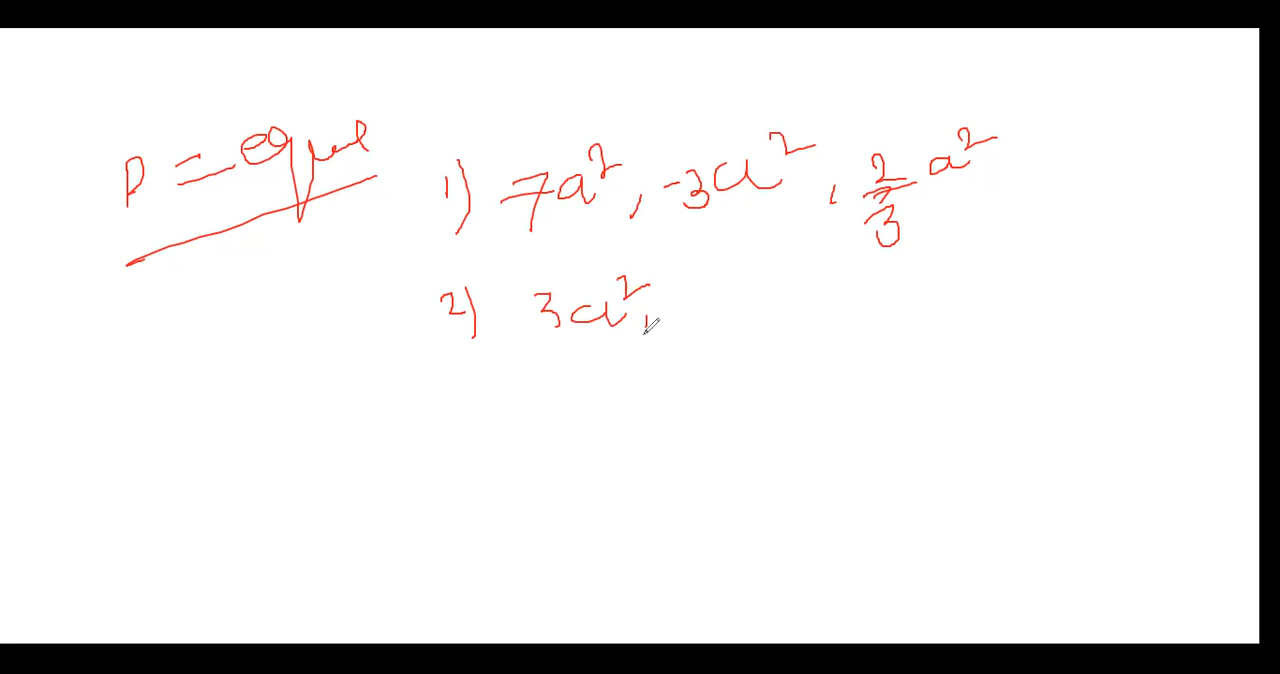 P = equal
1) 7a², -3a², 2/3 a²
2) 3a²,